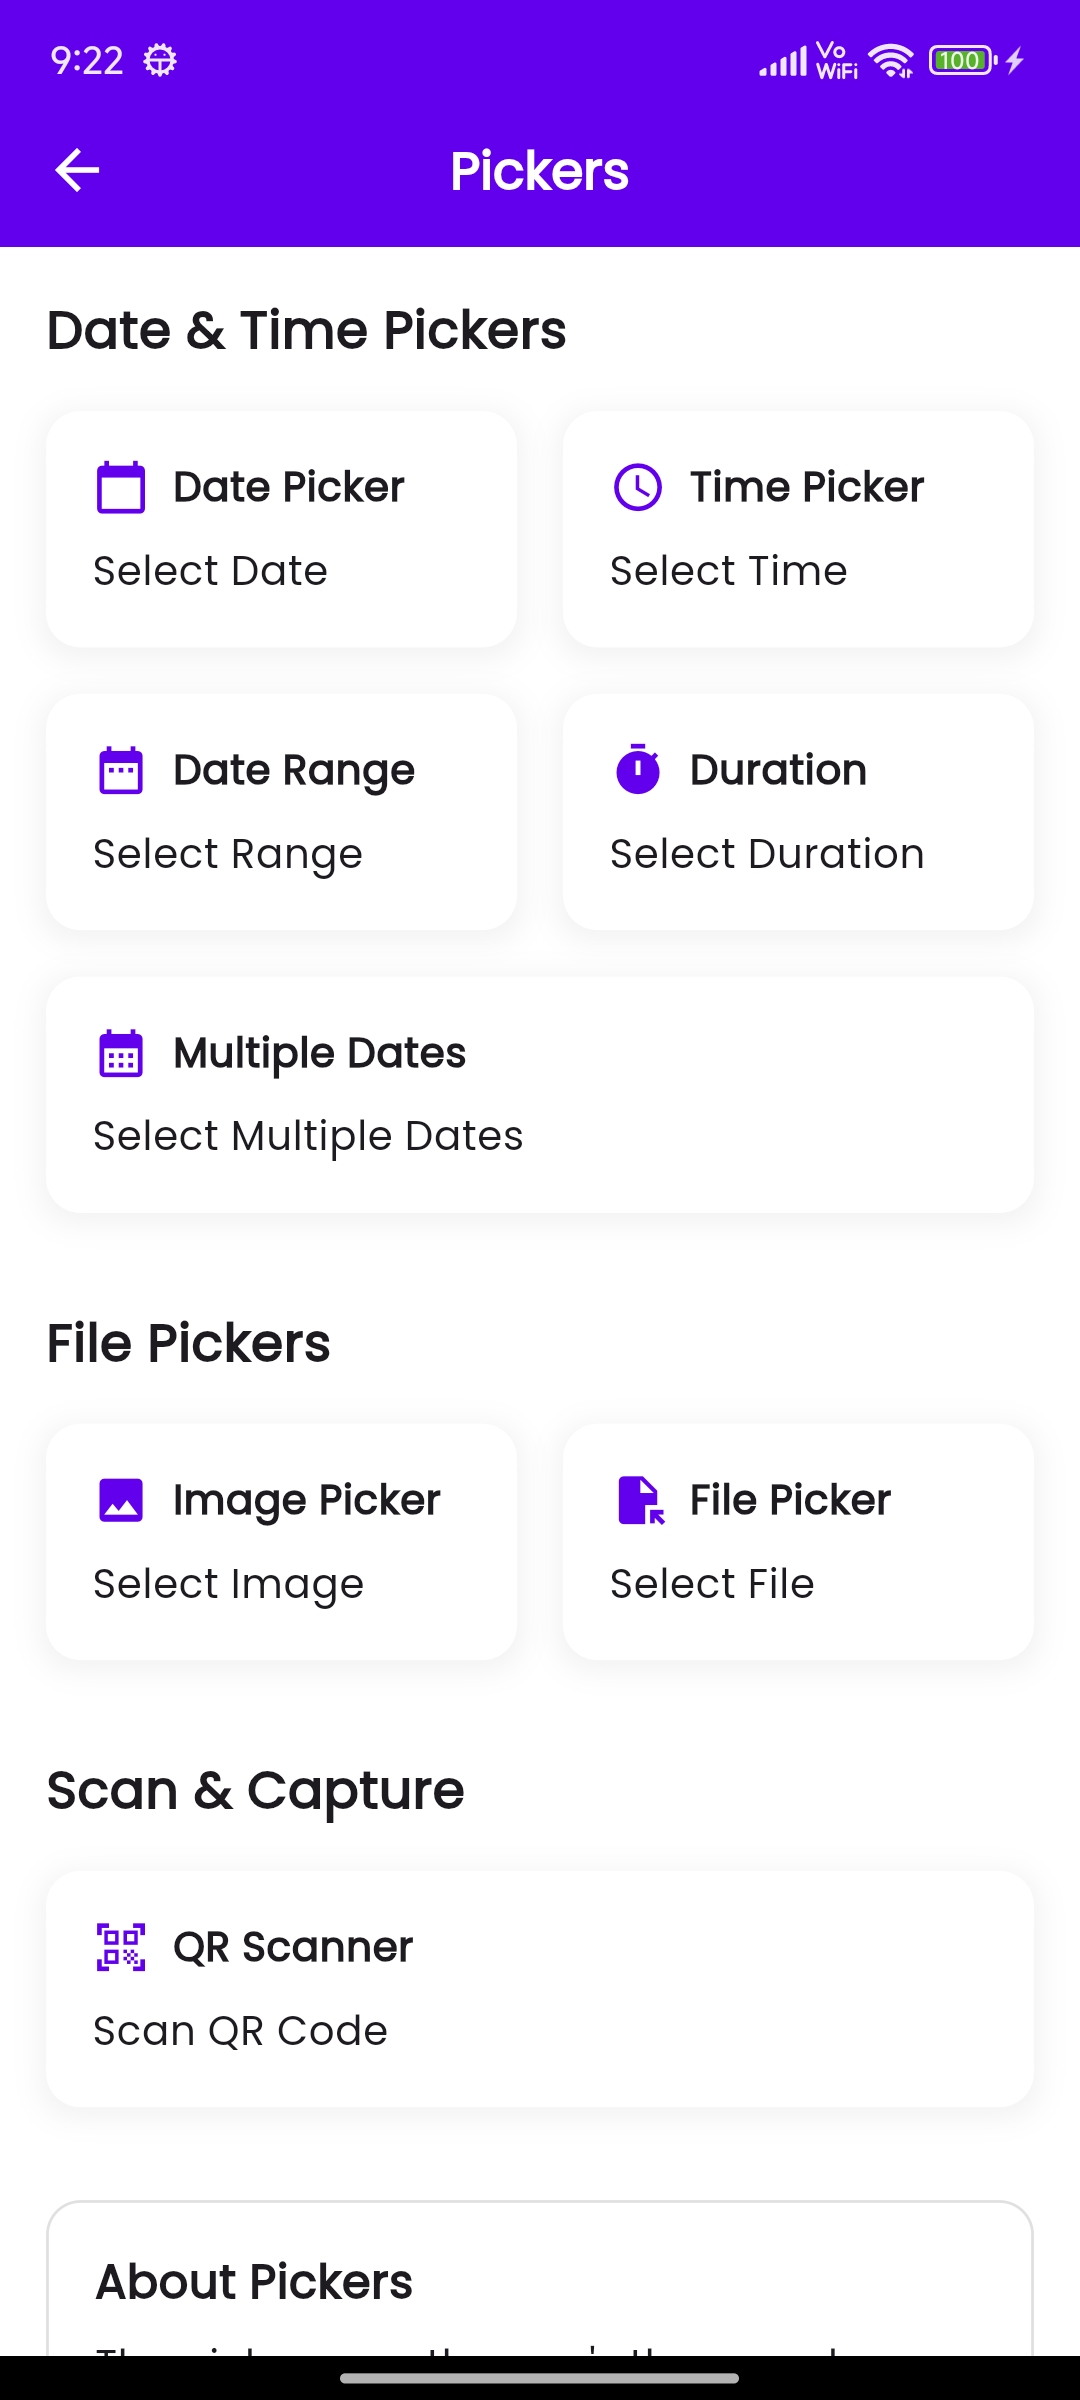 9:22
Vo
WiFi
100
Pickers
Date & Time Pickers
Date Picker
Select Date
Time Picker
Select Time
Date Range
Select Range
Duration
Select Duration
Multiple Dates
Select Multiple Dates
File Pickers
Image Picker
Select Image
File Picker
Select File
Scan & Capture
QR Scanner
Scan QR Code
About Pickers